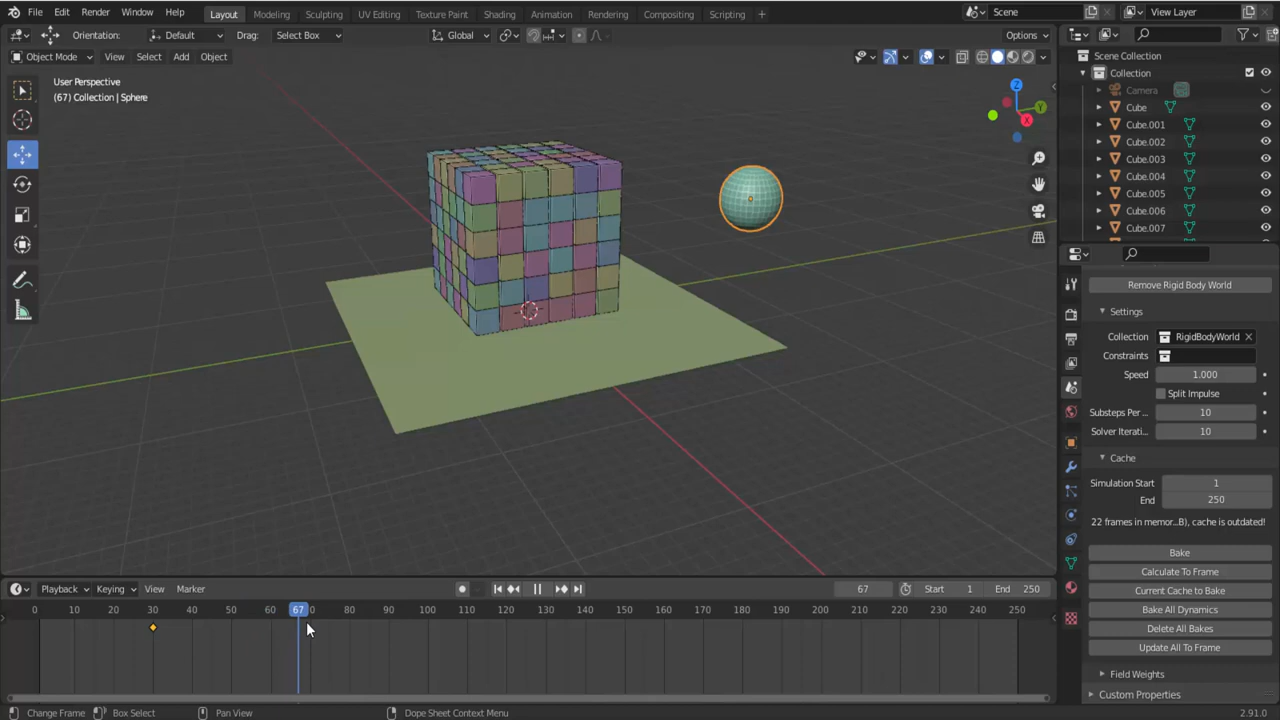 File Edit Render Window Help Layout Modeling Sculpting UV Editing Texture Paint Shading Animation Rendering Compositing Scripting + Scene View Layer
Orientation: Default Drag: Select Box Global Options
Object Mode View Select Add Object
User Perspective
(67) Collection | Sphere
Z
Y
X
Scene Collection
Collection
Camera
Cube
Cube.001
Cube.002
Cube.003
Cube.004
Cube.005
Cube.006
Cube.007
Remove Rigid Body World
Settings
Collection RigidBodyWorld
Constraints
Speed 1.000
Split Impulse
Substeps Per ... 10
Solver Iterati... 10
Cache
Simulation Start 1
End 250
22 frames in memor...B), cache is outdated!
Bake
Calculate To Frame
Current Cache to Bake
Bake All Dynamics
Delete All Bakes
Update All To Frame
Field Weights
Custom Properties
Playback Keying View Marker 67 Start 1 End 250
0 10 20 30 40 50 60 67 70 80 90 100 110 120 130 140 150 160 170 180 190 200 210 220 230 240 250
Change Frame Box Select Pan View Dope Sheet Context Menu 2.91.0